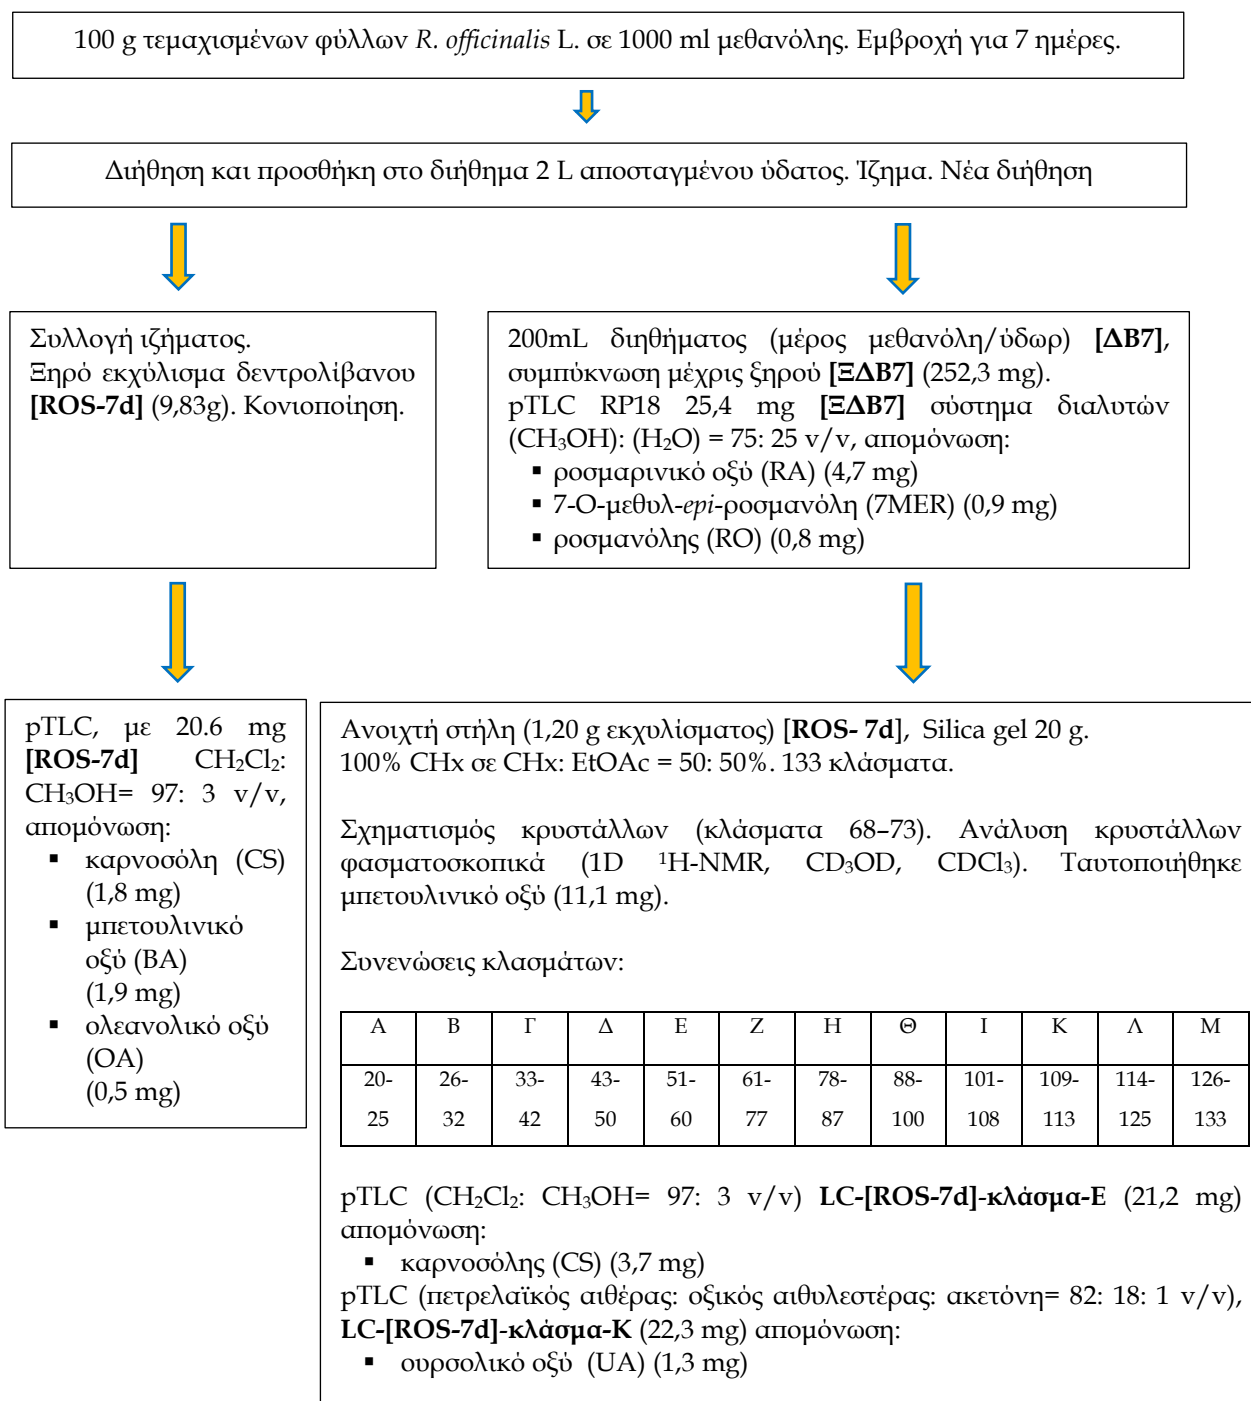 100 g τεμαχισμένων φύλλων R. officinalis L. σε 1000 ml μεθανόλης. Εμβροχή για 7 ημέρες.
Διήθηση και προσθήκη στο διήθημα 2 L αποσταγμένου ύδατος. Ίζημα. Νέα διήθηση
Συλλογή ιζήματος.
Ξηρό εκχύλισμα δεντρολίβανου
[ROS-7d] (9,83g). Κονιοποίηση.
200mL διηθήματος (μέρος μεθανόλη/ύδωρ) [ΔΒ7],
συμπύκνωση μέχρις ξηρού [ΞΔΒ7] (252,3 mg).
pTLC RP18 25,4 mg [ΞΔΒ7] σύστημα διαλυτών
(CH₃OH): (H₂O) = 75: 25 v/v, απομόνωση:
▪ ροσμαρινικό οξύ (RA) (4,7 mg)
▪ 7-Ο-μεθυλ-epi-ροσμανόλη (7MER) (0,9 mg)
▪ ροσμανόλης (RO) (0,8 mg)
pTLC, με 20.6 mg
[ROS-7d] CH₂Cl₂:
CH₃OH= 97: 3 v/v,
απομόνωση:
▪ καρνοσόλη (CS)
(1,8 mg)
▪ μπετουλινικό
οξύ (BA)
(1,9 mg)
▪ ολεανολικό οξύ
(OA)
(0,5 mg)
Ανοιχτή στήλη (1,20 g εκχυλίσματος) [ROS- 7d], Silica gel 20 g.
100% CHx σε CHx: EtOAc = 50: 50%. 133 κλάσματα.
Σχηματισμός κρυστάλλων (κλάσματα 68–73). Ανάλυση κρυστάλλων
φασματοσκοπικά (1D ¹H-NMR, CD₃OD, CDCl₃). Ταυτοποιήθηκε
μπετουλινικό οξύ (11,1 mg).
Συνενώσεις κλασμάτων:
Α Β Γ Δ Ε Ζ Η Θ Ι Κ Λ Μ
20- 26- 33- 43- 51- 61- 78- 88- 101- 109- 114- 126-
25 32 42 50 60 77 87 100 108 113 125 133
pTLC (CH₂Cl₂: CH₃OH= 97: 3 v/v) LC-[ROS-7d]-κλάσμα-Ε (21,2 mg)
απομόνωση:
▪ καρνοσόλης (CS) (3,7 mg)
pTLC (πετρελαϊκός αιθέρας: οξικός αιθυλεστέρας: ακετόνη= 82: 18: 1 v/v),
LC-[ROS-7d]-κλάσμα-Κ (22,3 mg) απομόνωση:
▪ ουρσολικό οξύ (UA) (1,3 mg)